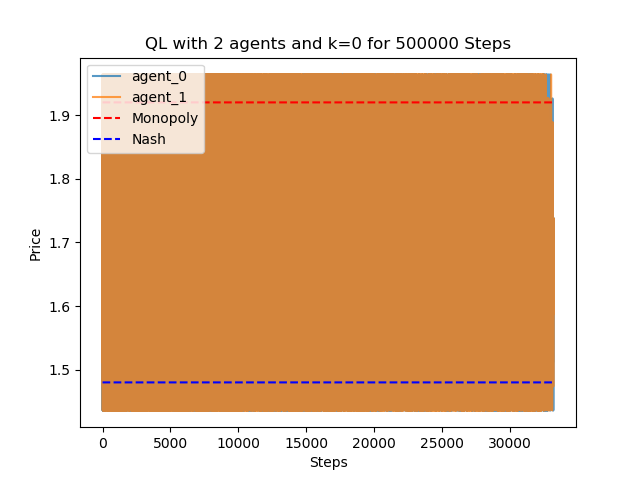 QL with 2 agents and k=0 for 500000 Steps
agent_0
agent_1
Monopoly
Nash
1.9
1.8
1.7
1.6
1.5
Price
0 5000 10000 15000 20000 25000 30000
Steps